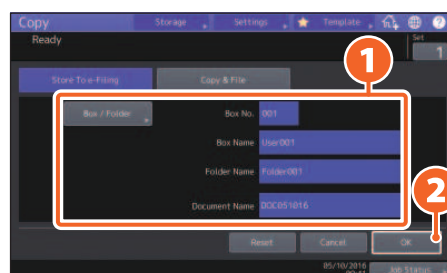 Copy Storage Settings Template
Ready Set
1
1
Store To e-Filing Copy & File
Box / Folder Box No. 001
Box Name User001
Folder Name Folder001
Document Name DOC051016
2
Reset Cancel OK
05/10/2016 Job Status